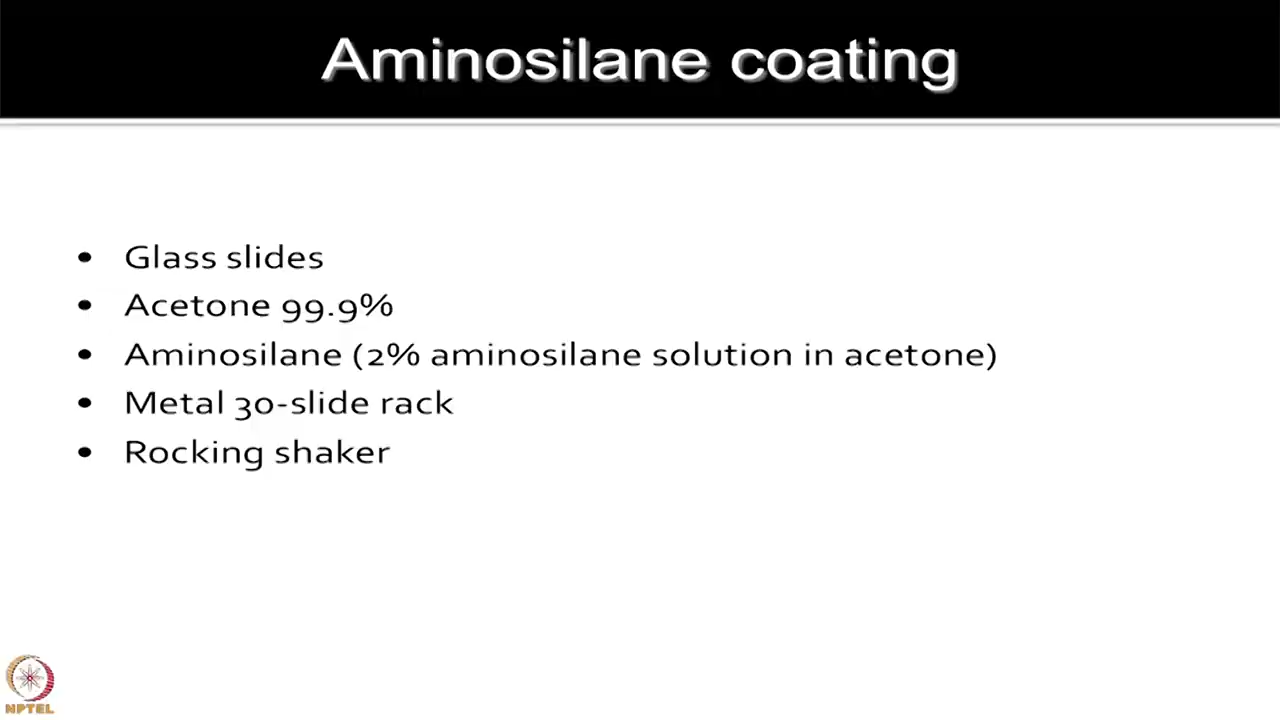 Aminosilane coating
• Glass slides
• Acetone 99.9%
• Aminosilane (2% aminosilane solution in acetone)
• Metal 30-slide rack
• Rocking shaker
NPTEL